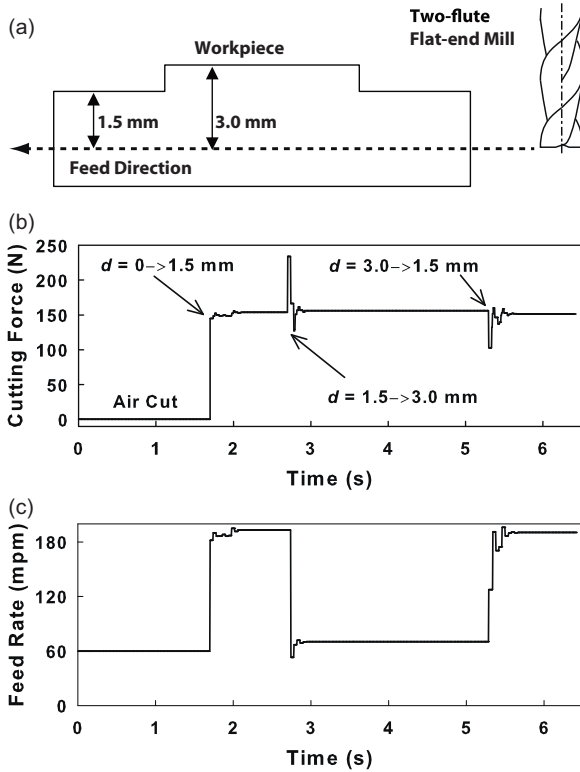 (a)
Two-flute
Flat-end Mill
Workpiece
1.5 mm
3.0 mm
Feed Direction
(b)
Cutting Force (N)
250
200
150
100
50
0
d = 0–>1.5 mm
d = 3.0–>1.5 mm
d = 1.5–>3.0 mm
Air Cut
0 1 2 3 4 5 6
Time (s)
(c)
Feed Rate (mpm)
180
120
60
0
0 1 2 3 4 5 6
Time (s)